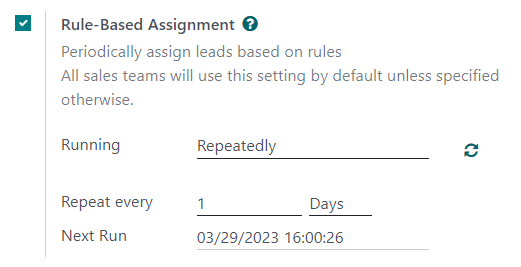 Rule-Based Assignment ?
Periodically assign leads based on rules
All sales teams will use this setting by default unless specified
otherwise.
Running Repeatedly
Repeat every 1 Days
Next Run 03/29/2023 16:00:26